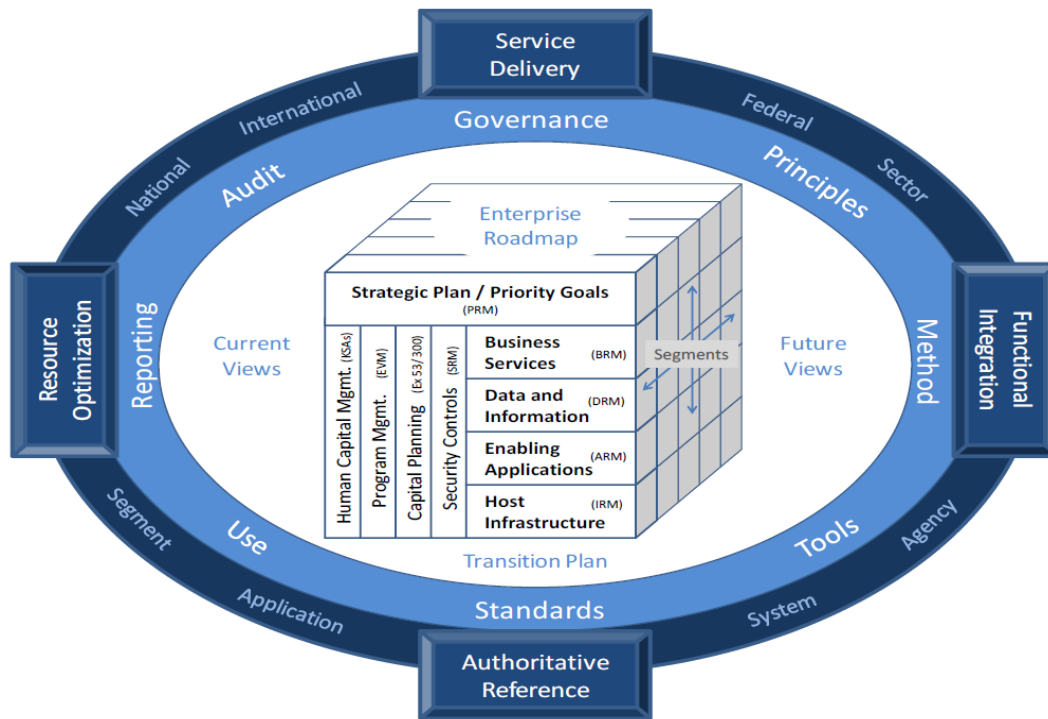 Service
Delivery
International
Federal
Governance
National
Audit
Principles
Sector
Enterprise
Roadmap
Resource
Optimization
Reporting
Current
Views
Strategic Plan / Priority Goals
(PRM)
Human Capital Mgmt. (KSAs)
Program Mgmt. (EVM)
Capital Planning (Ex53/300)
Security Controls (SRM)
Business
Services (BRM)
Data and
Information (DRM)
Enabling
Applications (ARM)
Host
Infrastructure (IRM)
Segments
Future
Views
Method
Functional
Integration
Segment
Use
Transition Plan
Tools
Agency
Application
Standards
System
Authoritative
Reference